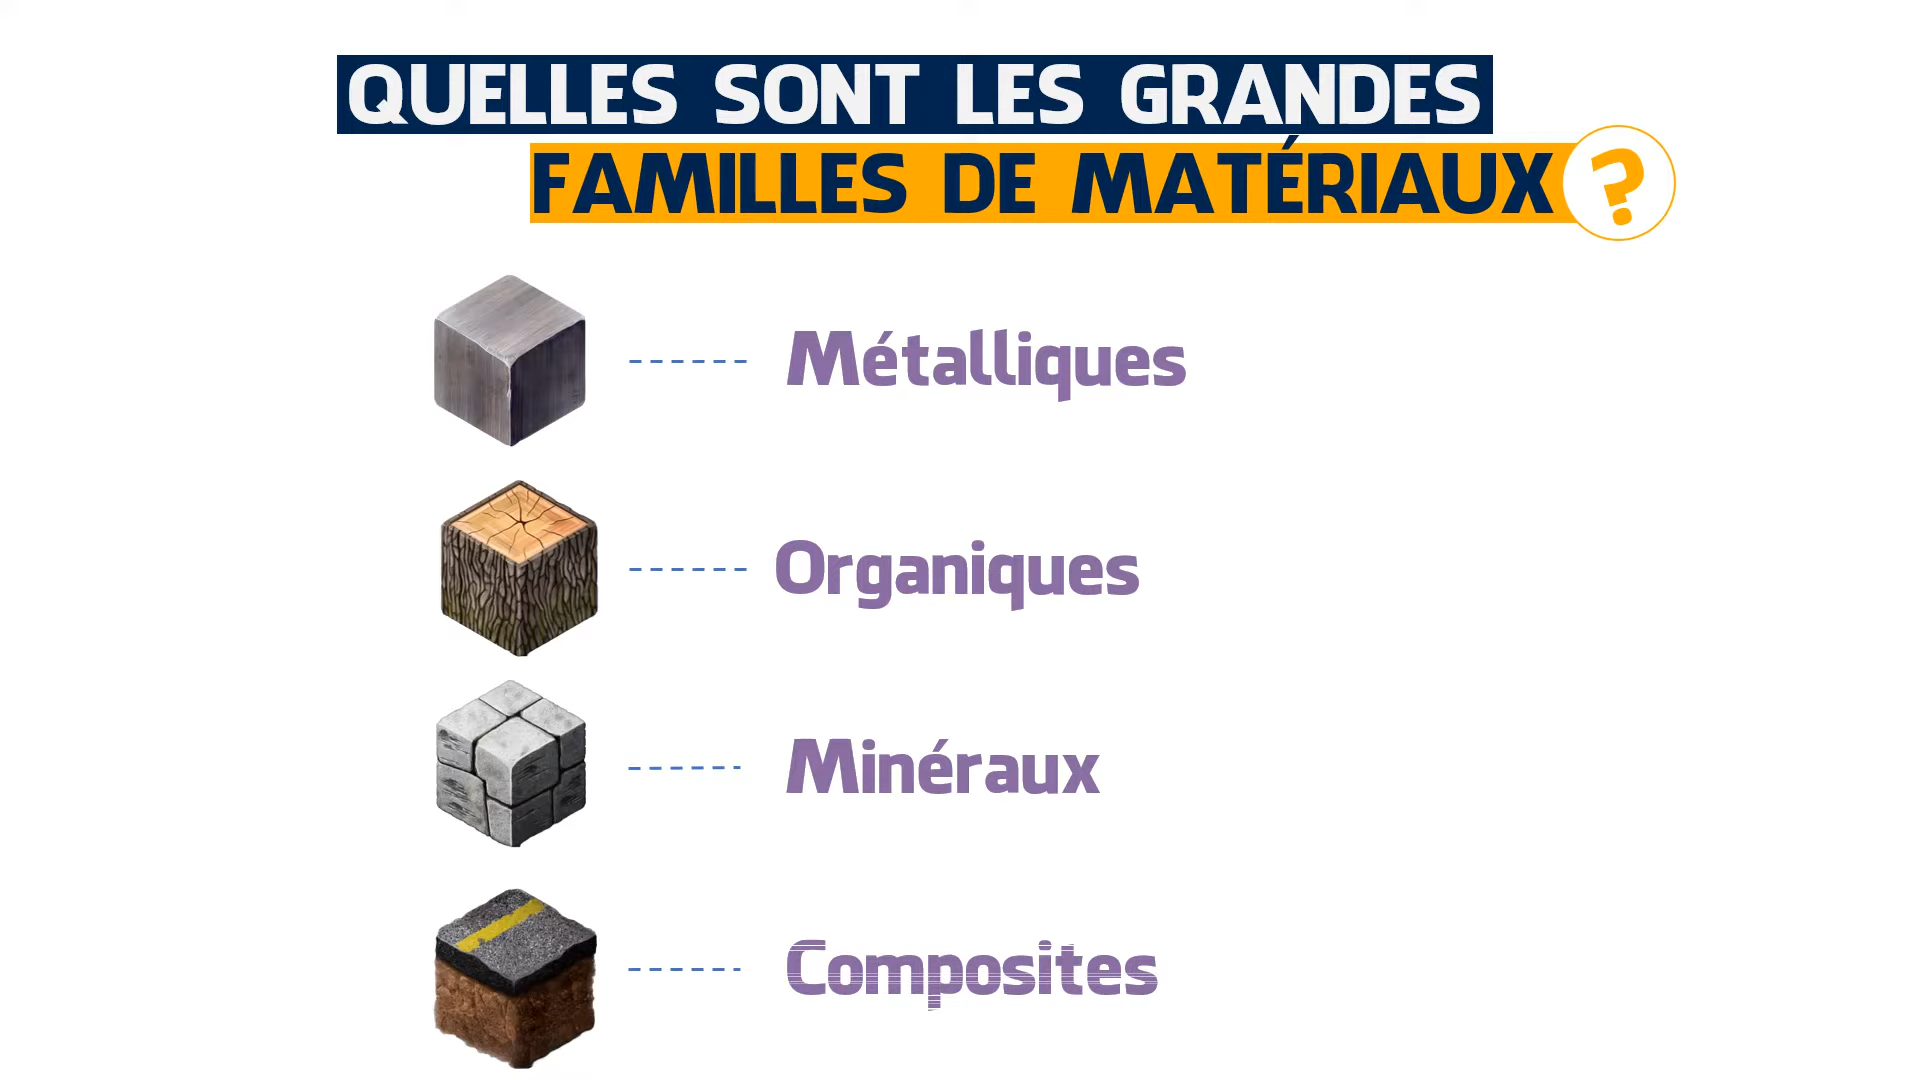 QUELLES SONT LES GRANDES
FAMILLES DE MATÉRIAUX ?
Métalliques
Organiques
Minéraux
Composites